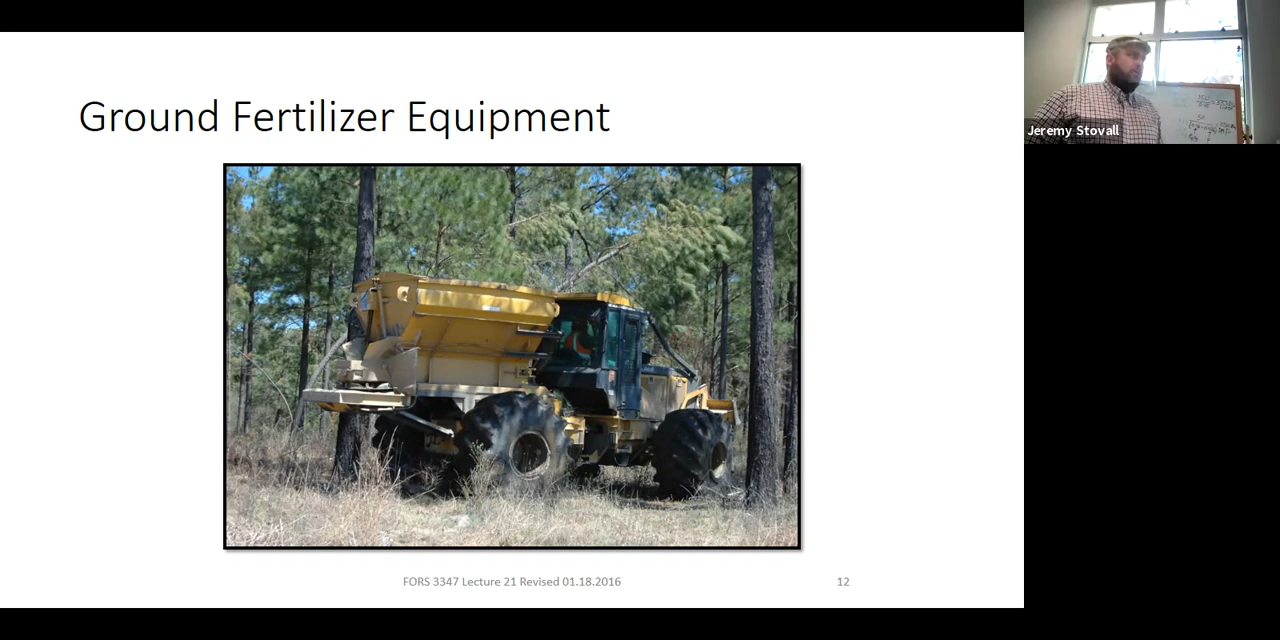 Ground Fertilizer Equipment
Jeremy Stovall
FORS 3347 Lecture 21 Revised 01.18.2016
12